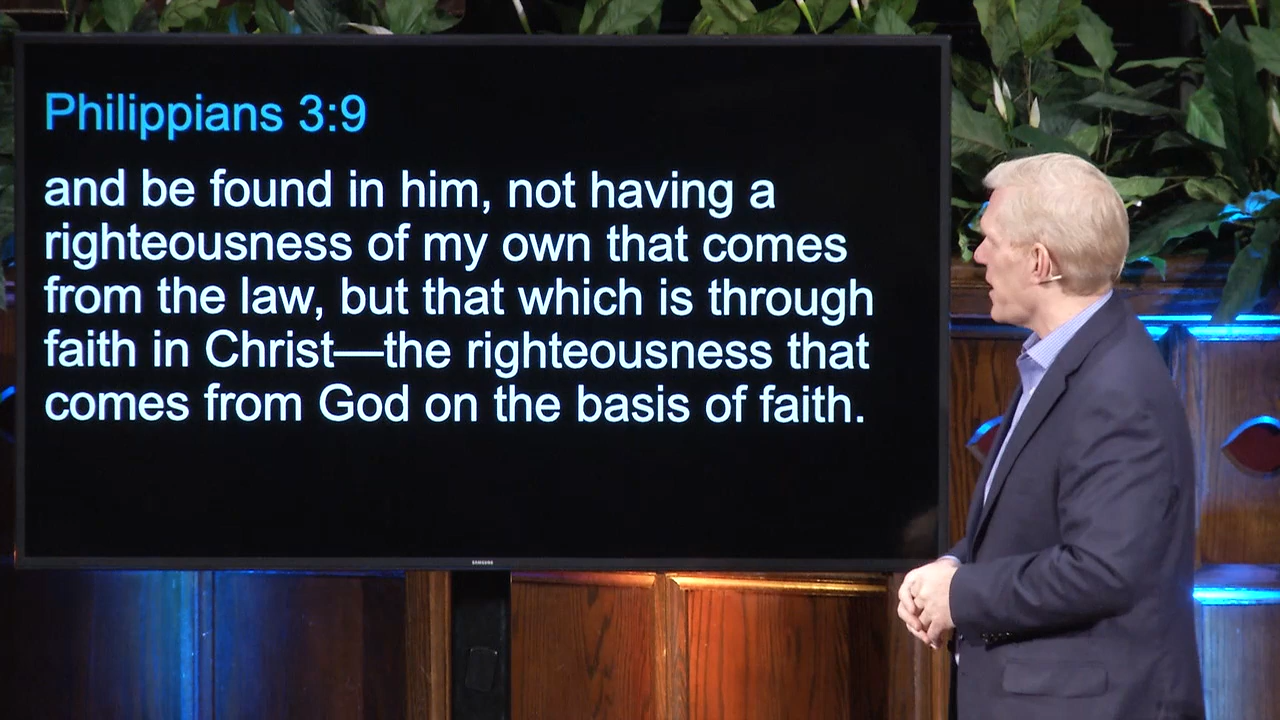 Philippians 3:9
and be found in him, not having a
righteousness of my own that comes
from the law, but that which is through
faith in Christ—the righteousness that
comes from God on the basis of faith.
SAMSUNG